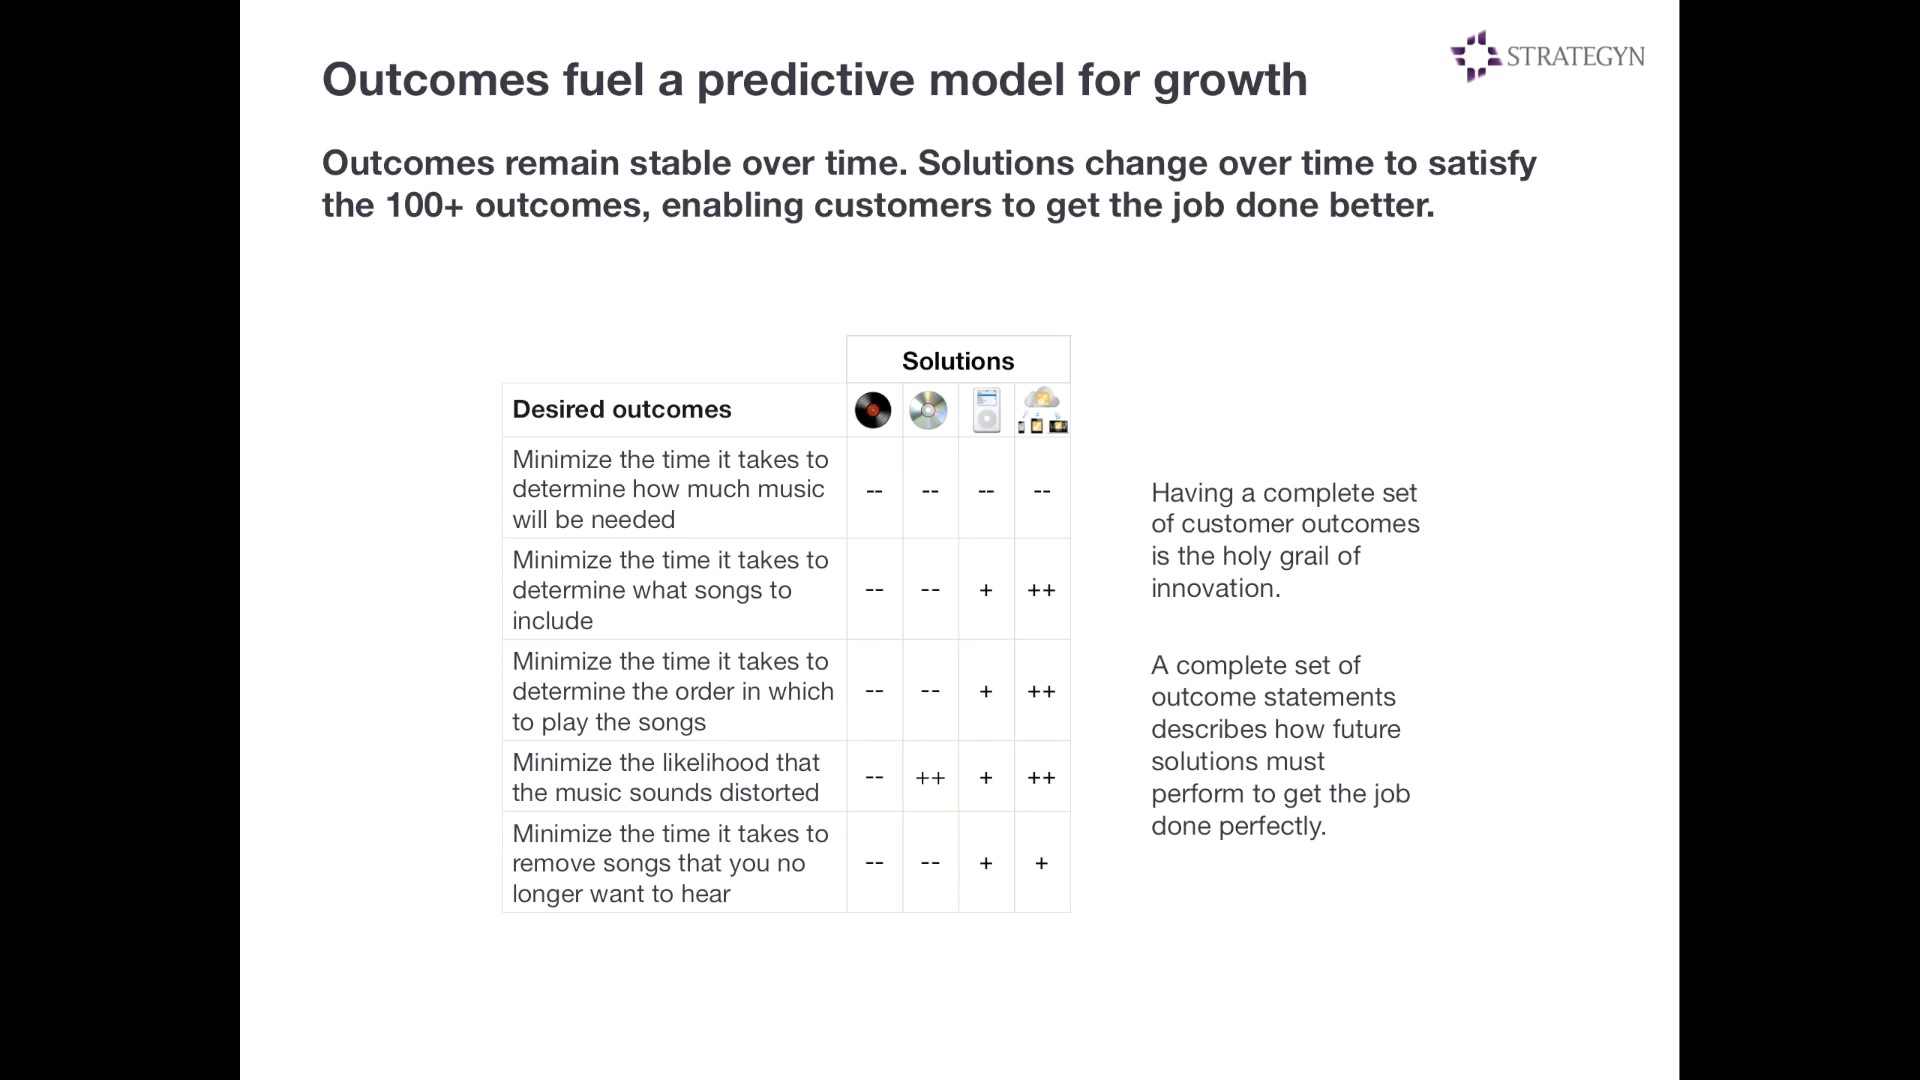 STRATEGYN
Outcomes fuel a predictive model for growth
Outcomes remain stable over time. Solutions change over time to satisfy
the 100+ outcomes, enabling customers to get the job done better.
Solutions
Desired outcomes
Minimize the time it takes to
determine how much music
will be needed
-- -- -- --
Minimize the time it takes to
determine what songs to
include
-- -- + ++
Minimize the time it takes to
determine the order in which
to play the songs
-- -- + ++
Minimize the likelihood that
the music sounds distorted
-- ++ + ++
Minimize the time it takes to
remove songs that you no
longer want to hear
-- -- + +
Having a complete set
of customer outcomes
is the holy grail of
innovation.
A complete set of
outcome statements
describes how future
solutions must
perform to get the job
done perfectly.